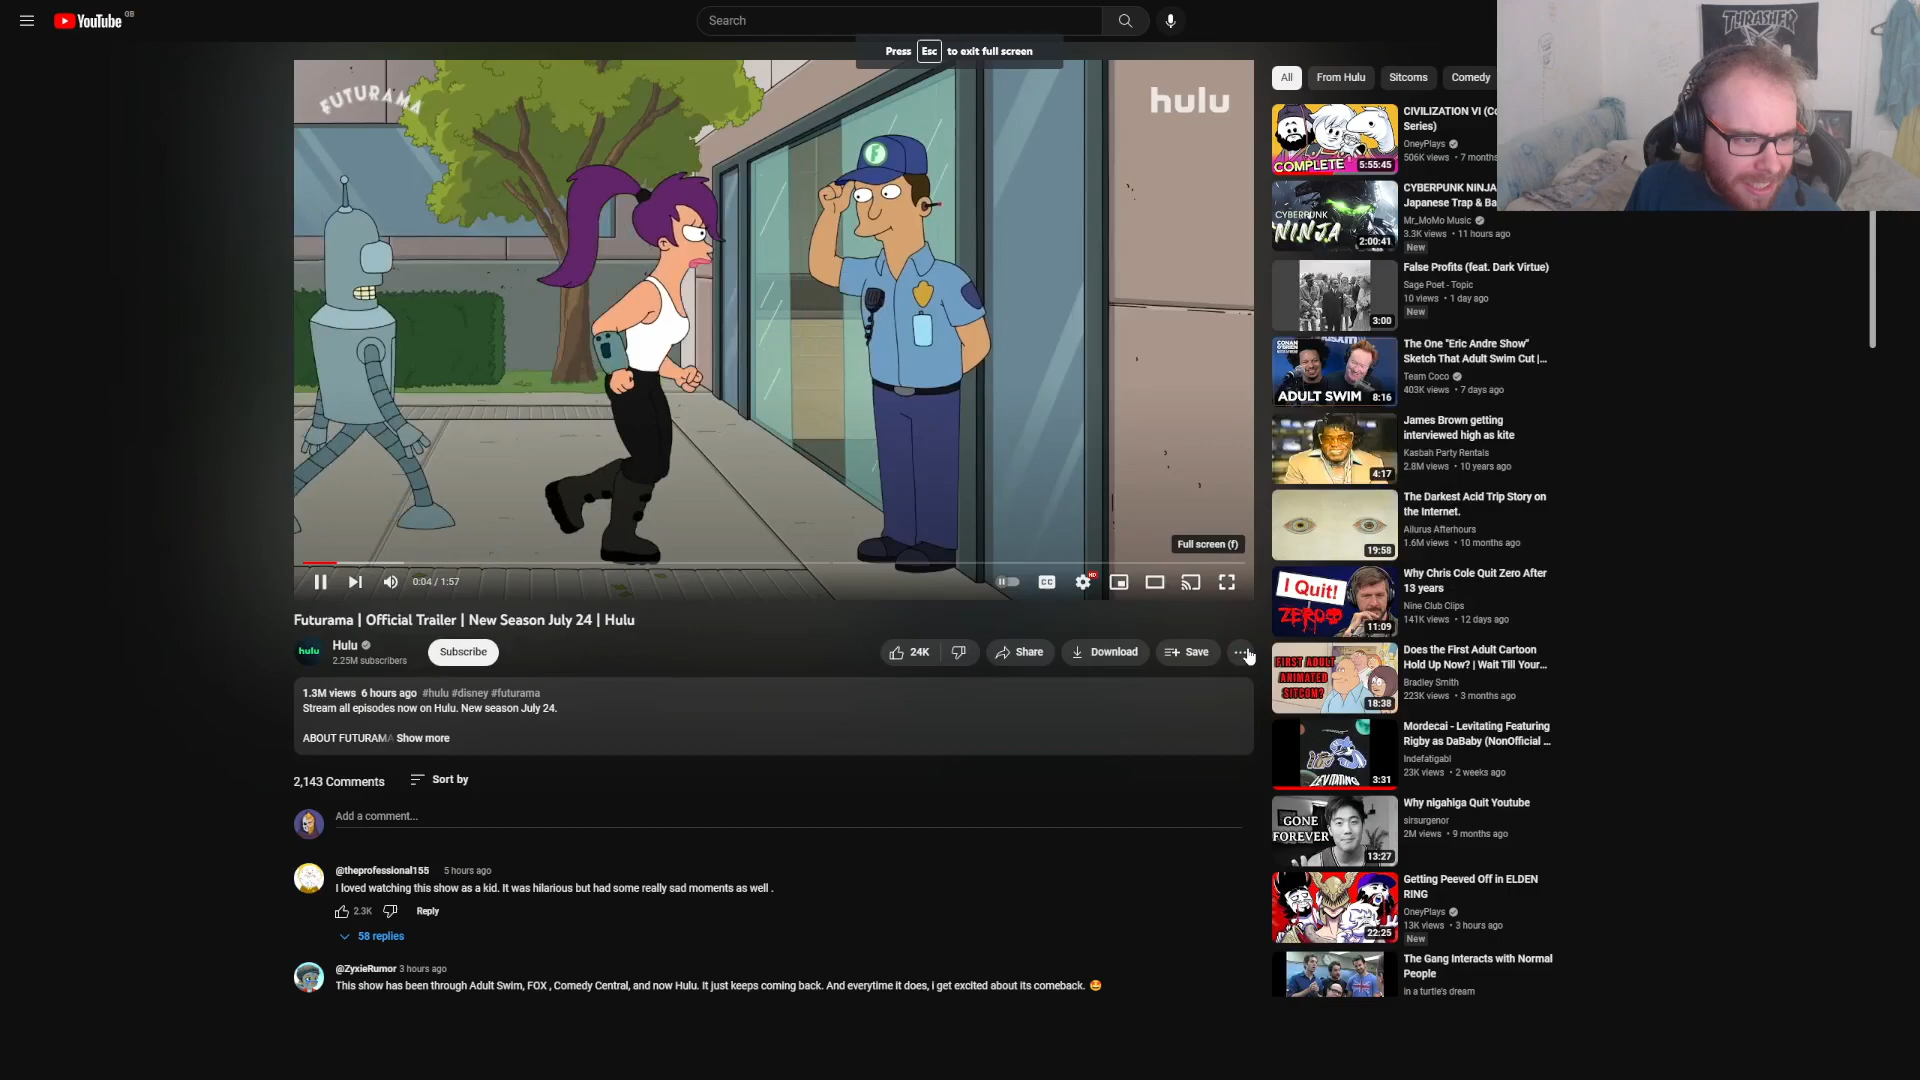 YouTube GB
Search
Press Esc to exit full screen
THRASHER
FUTURAMA
hulu
F
Full screen (f)
0:04 / 1:57
CC
HD
Futurama | Official Trailer | New Season July 24 | Hulu
hulu
Hulu
2.25M subscribers
Subscribe
24K
Share
Download
Save
1.3M views 6 hours ago #hulu #disney #futurama
Stream all episodes now on Hulu. New season July 24.
ABOUT FUTURAMA Show more
2,143 Comments
Sort by
Add a comment...
@theprofessional155 5 hours ago
I loved watching this show as a kid. It was hilarious but had some really sad moments as well .
2.3K
Reply
58 replies
@ZyxieRumor 3 hours ago
This show has been through Adult Swim, FOX , Comedy Central, and now Hulu. It just keeps coming back. And everytime it does, i get excited about its comeback. 🤩
All
From Hulu
Sitcoms
Comedy
COMPLETE
5:55:45
CIVILIZATION VI (Co
Series)
OneyPlays
506K views • 7 months
CYBERPUNK
NINJA
2:00:41
CYBERPUNK NINJA
Japanese Trap & Ba
Mr_MoMo Music
3.3K views • 11 hours ago
New
3:00
False Profits (feat. Dark Virtue)
Sage Poet - Topic
10 views • 1 day ago
New
ADULT SWIM
8:16
The One "Eric Andre Show"
Sketch That Adult Swim Cut |...
Team Coco
403K views • 7 days ago
4:17
James Brown getting
interviewed high as kite
Kasbah Party Rentals
2.8M views • 10 years ago
19:58
The Darkest Acid Trip Story on
the Internet.
Allurus Afterhours
1.6M views • 10 months ago
I Quit!
ZERO
11:09
Why Chris Cole Quit Zero After
13 years
Nine Club Clips
141K views • 12 days ago
FIRST ADULT
ANIMATED
SITCOM?
18:38
Does the First Adult Cartoon
Hold Up Now? | Wait Till Your...
Bradley Smith
223K views • 3 months ago
LEVITATING
3:31
Mordecai - Levitating Featuring
Rigby as DaBaby (NonOfficial ...
Indefatigabl
23K views • 2 weeks ago
GONE
FOREVER
13:27
Why nigahiga Quit Youtube
sirsurgenor
2M views • 9 months ago
22:25
Getting Peeved Off in ELDEN
RING
OneyPlays
13K views • 3 hours ago
New
The Gang Interacts with Normal
People
in a turtle's dream